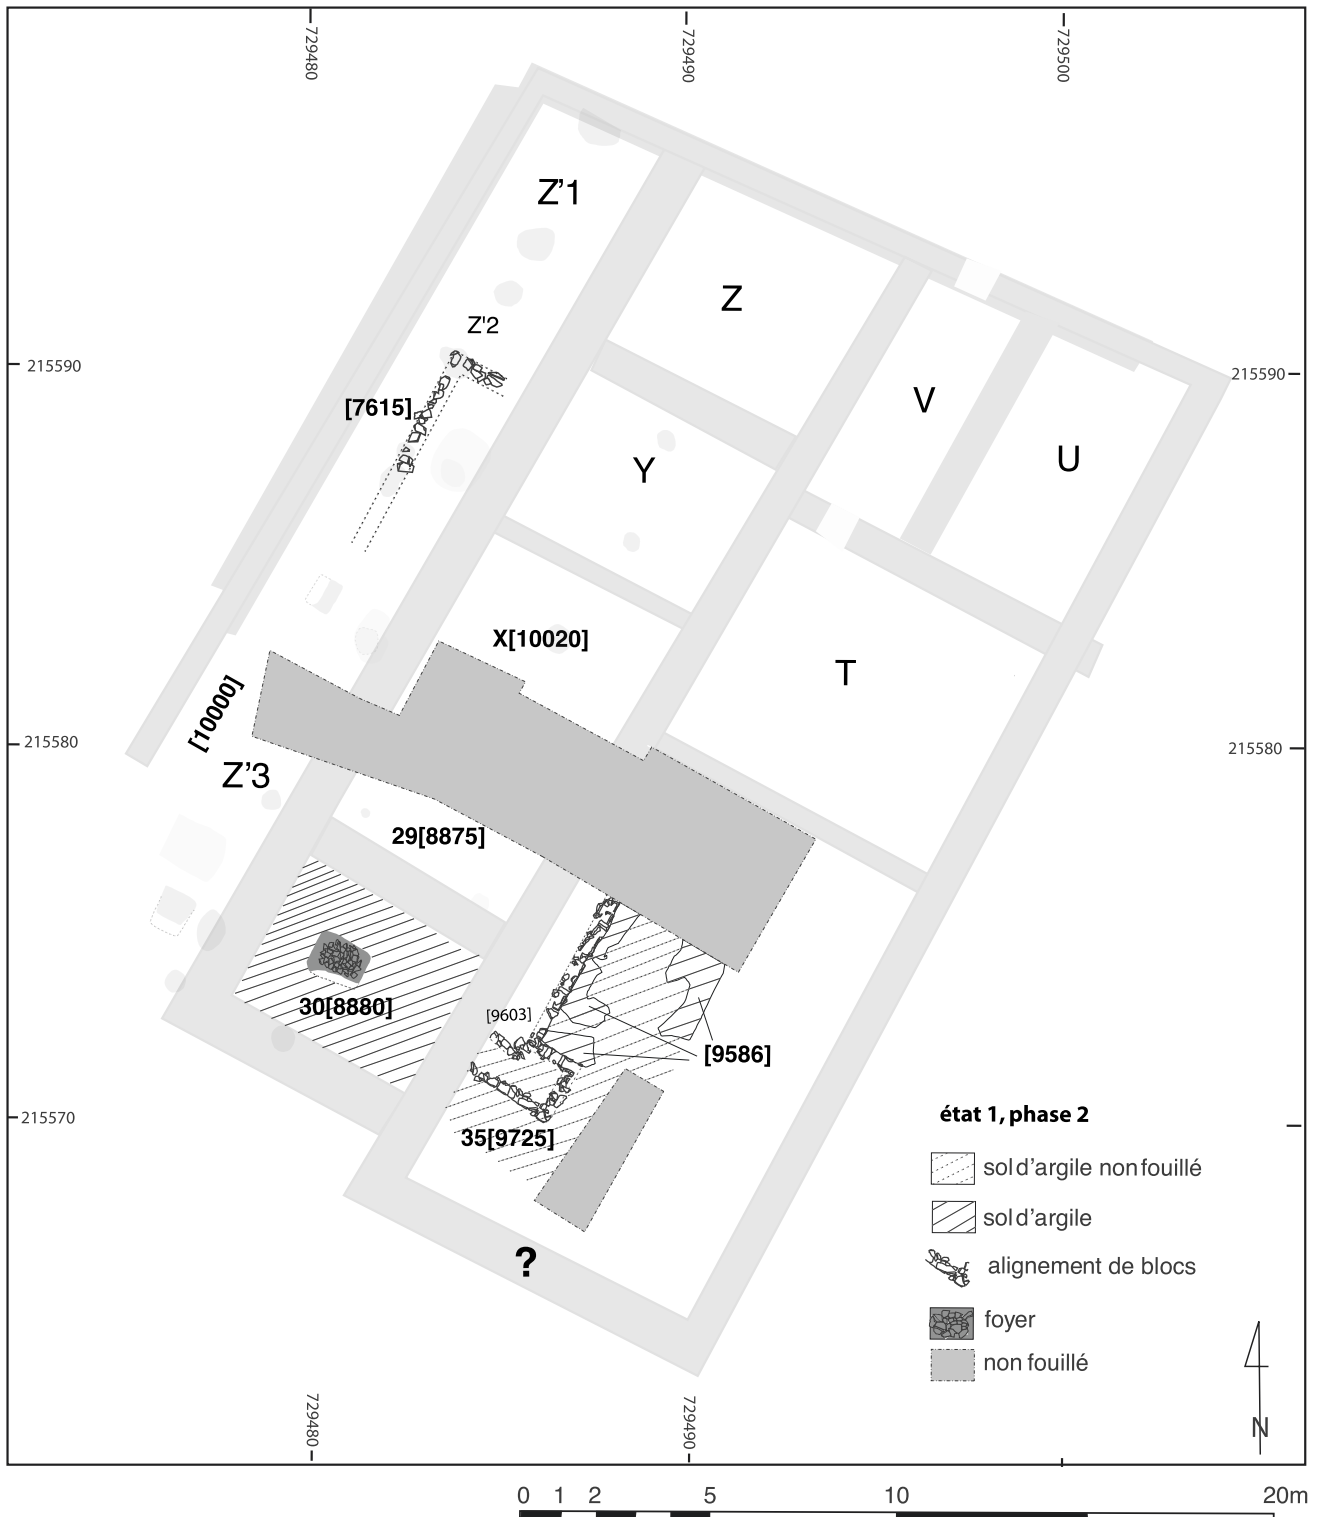 729480
729490
729500
Z’1
Z
Z'2
215590
215590
[7615]
V
U
Y
X[10020]
T
[10000]
215580
215580
Z’3
29[8875]
30[8880]
[9603]
[9586]
215570
35[9725]
état 1, phase 2
sol d’argile non fouillé
sol d’argile
alignement de blocs
foyer
non fouillé
?
729480
729490
N
0 1 2 5 10 20m